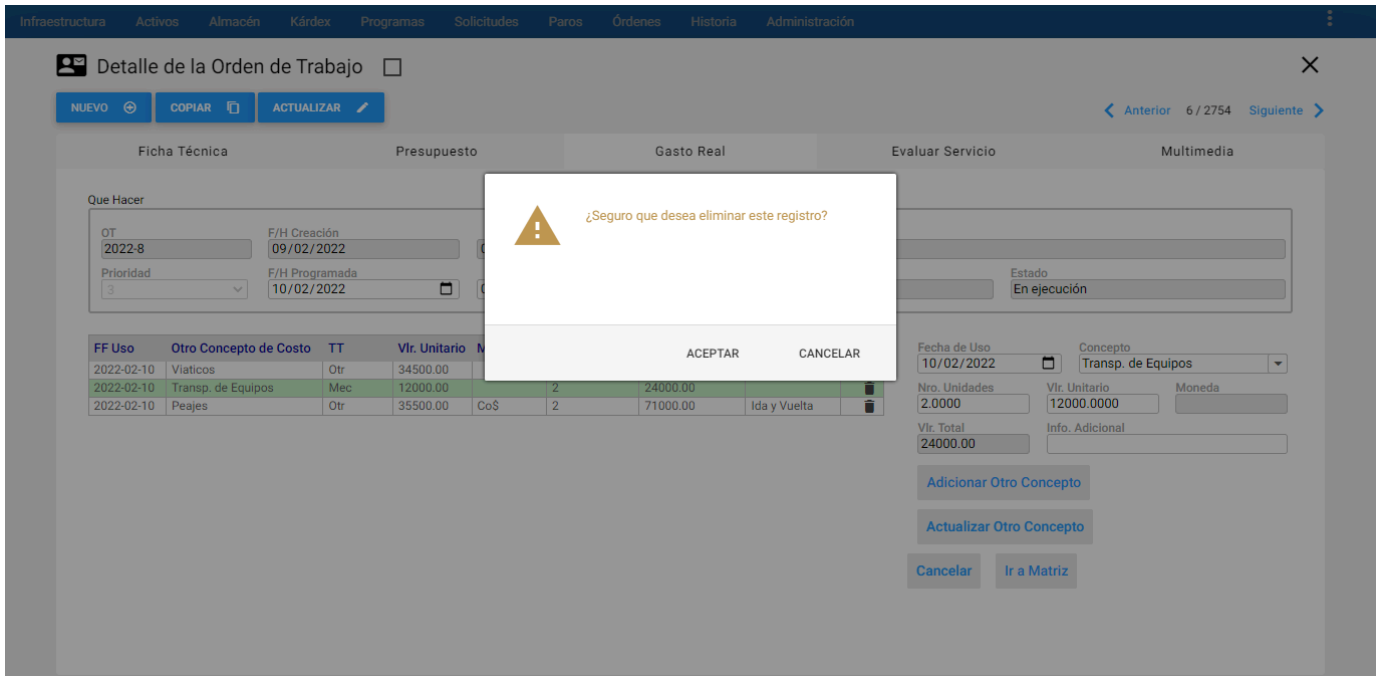 Infraestructura Activos Almacén Kárdex Programas Solicitudes Paros Órdenes Historia Administración
Detalle de la Orden de Trabajo
NUEVO COPIAR ACTUALIZAR Anterior 6 / 2754 Siguiente
Ficha Técnica Presupuesto Gasto Real Evaluar Servicio Multimedia
Que Hacer
¿Seguro que desea eliminar este registro?
OT F/H Creación
2022-8 09/02/2022
Prioridad F/H Programada Estado
3 10/02/2022 En ejecución
ACEPTAR CANCELAR
FF Uso Otro Concepto de Costo TT Vlr. Unitario
2022-02-10 Viaticos Otr 34500.00
2022-02-10 Transp. de Equipos Mec 12000.00 2 24000.00
2022-02-10 Peajes Otr 35500.00 Co$ 2 71000.00 Ida y Vuelta
Fecha de Uso Concepto
10/02/2022 Transp. de Equipos
Nro. Unidades Vlr. Unitario Moneda
2.0000 12000.0000
Vlr. Total Info. Adicional
24000.00
Adicionar Otro Concepto
Actualizar Otro Concepto
Cancelar Ir a Matriz